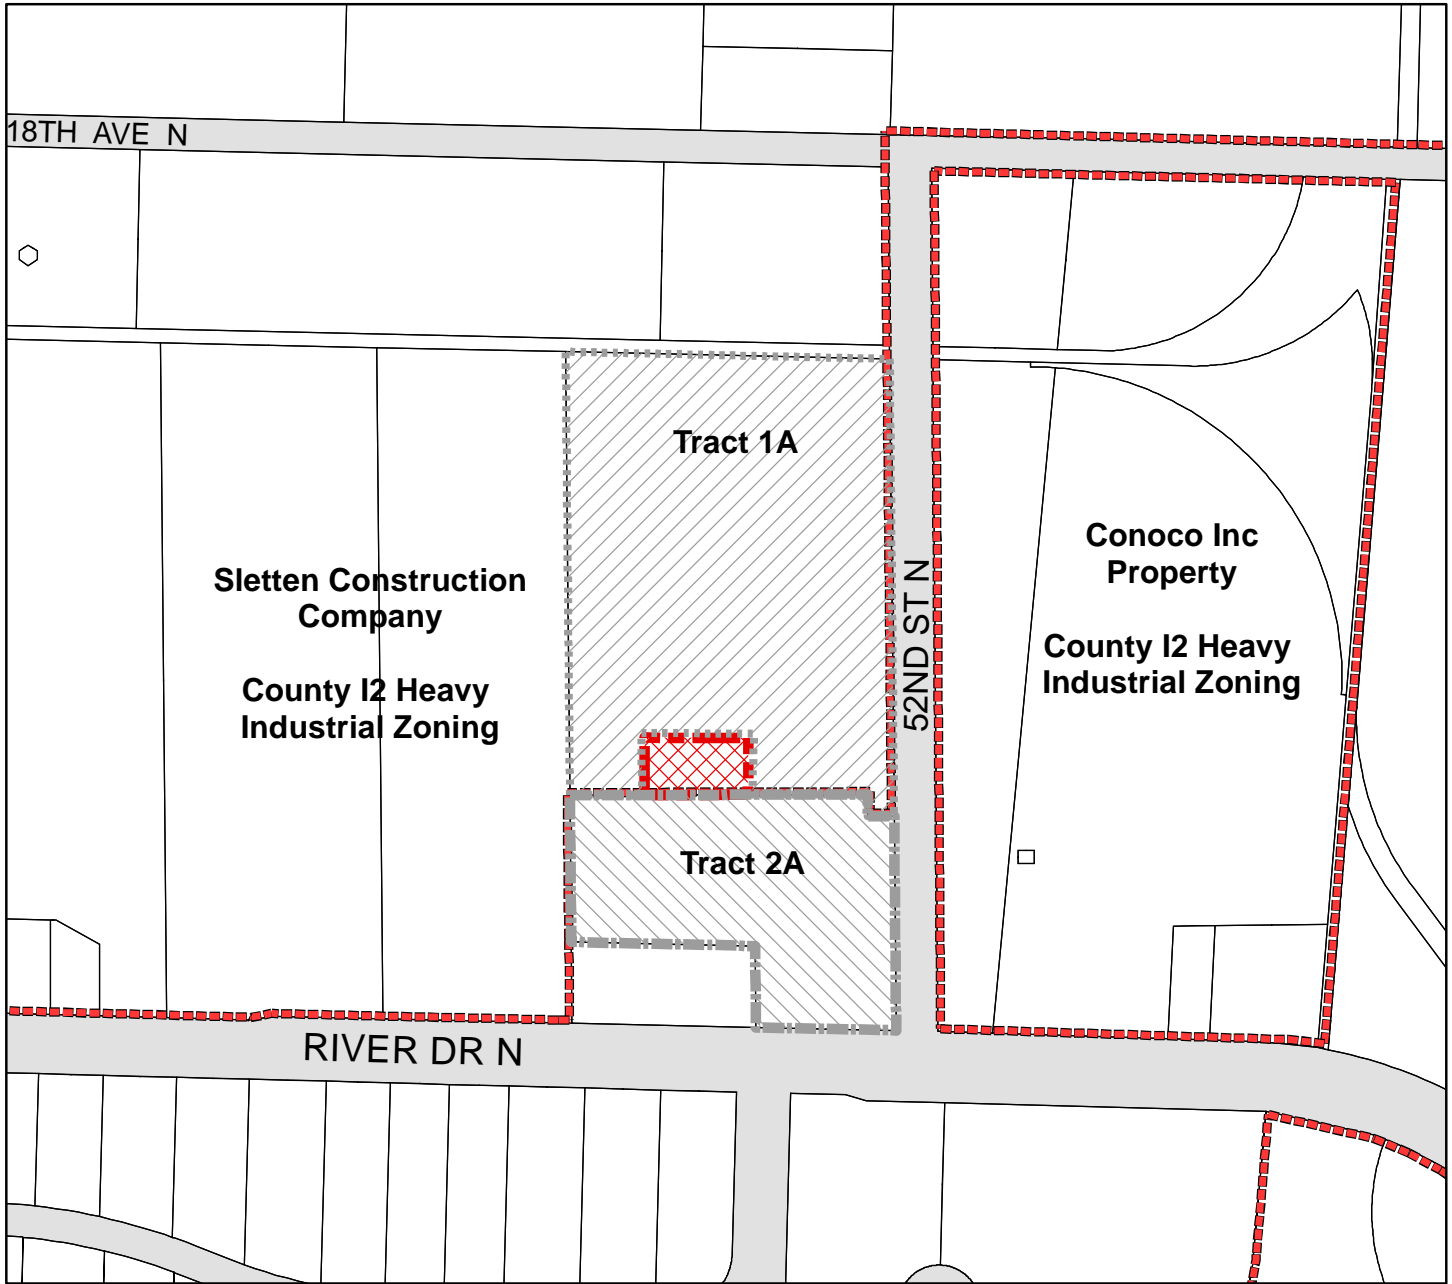 18TH AVE N
Tract 1A
Conoco Inc
Property
Sletten Construction
Company
52ND ST N
County I2 Heavy
Industrial Zoning
County I2 Heavy
Industrial Zoning
Tract 2A
RIVER DR N